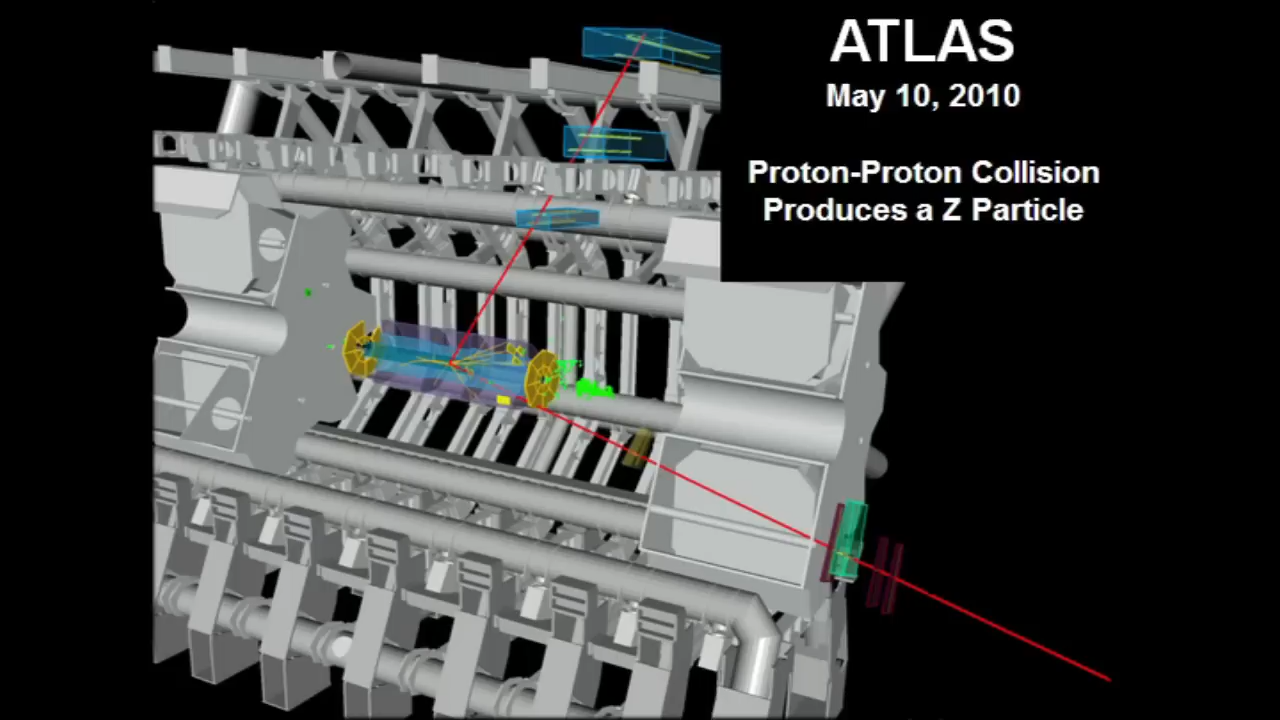 ATLAS
May 10, 2010
Proton-Proton Collision
Produces a Z Particle